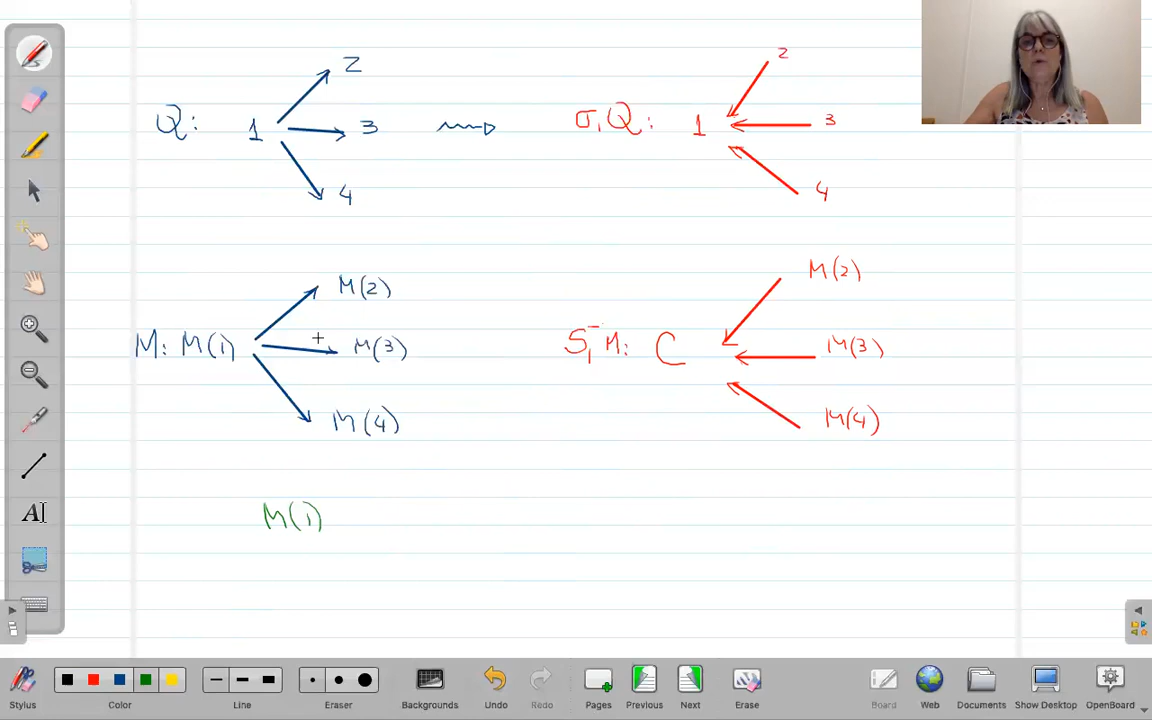 Q: 1 2 3 4
σ₁Q: 1 2 3 4
M: M(1) M(2) M(3) M(4)
S₁⁻M: C M(2) M(3) M(4)
M(1)
A
Stylus Color Line Eraser Backgrounds Undo Redo Pages Previous Next Erase Board Web Documents Show Desktop OpenBoard